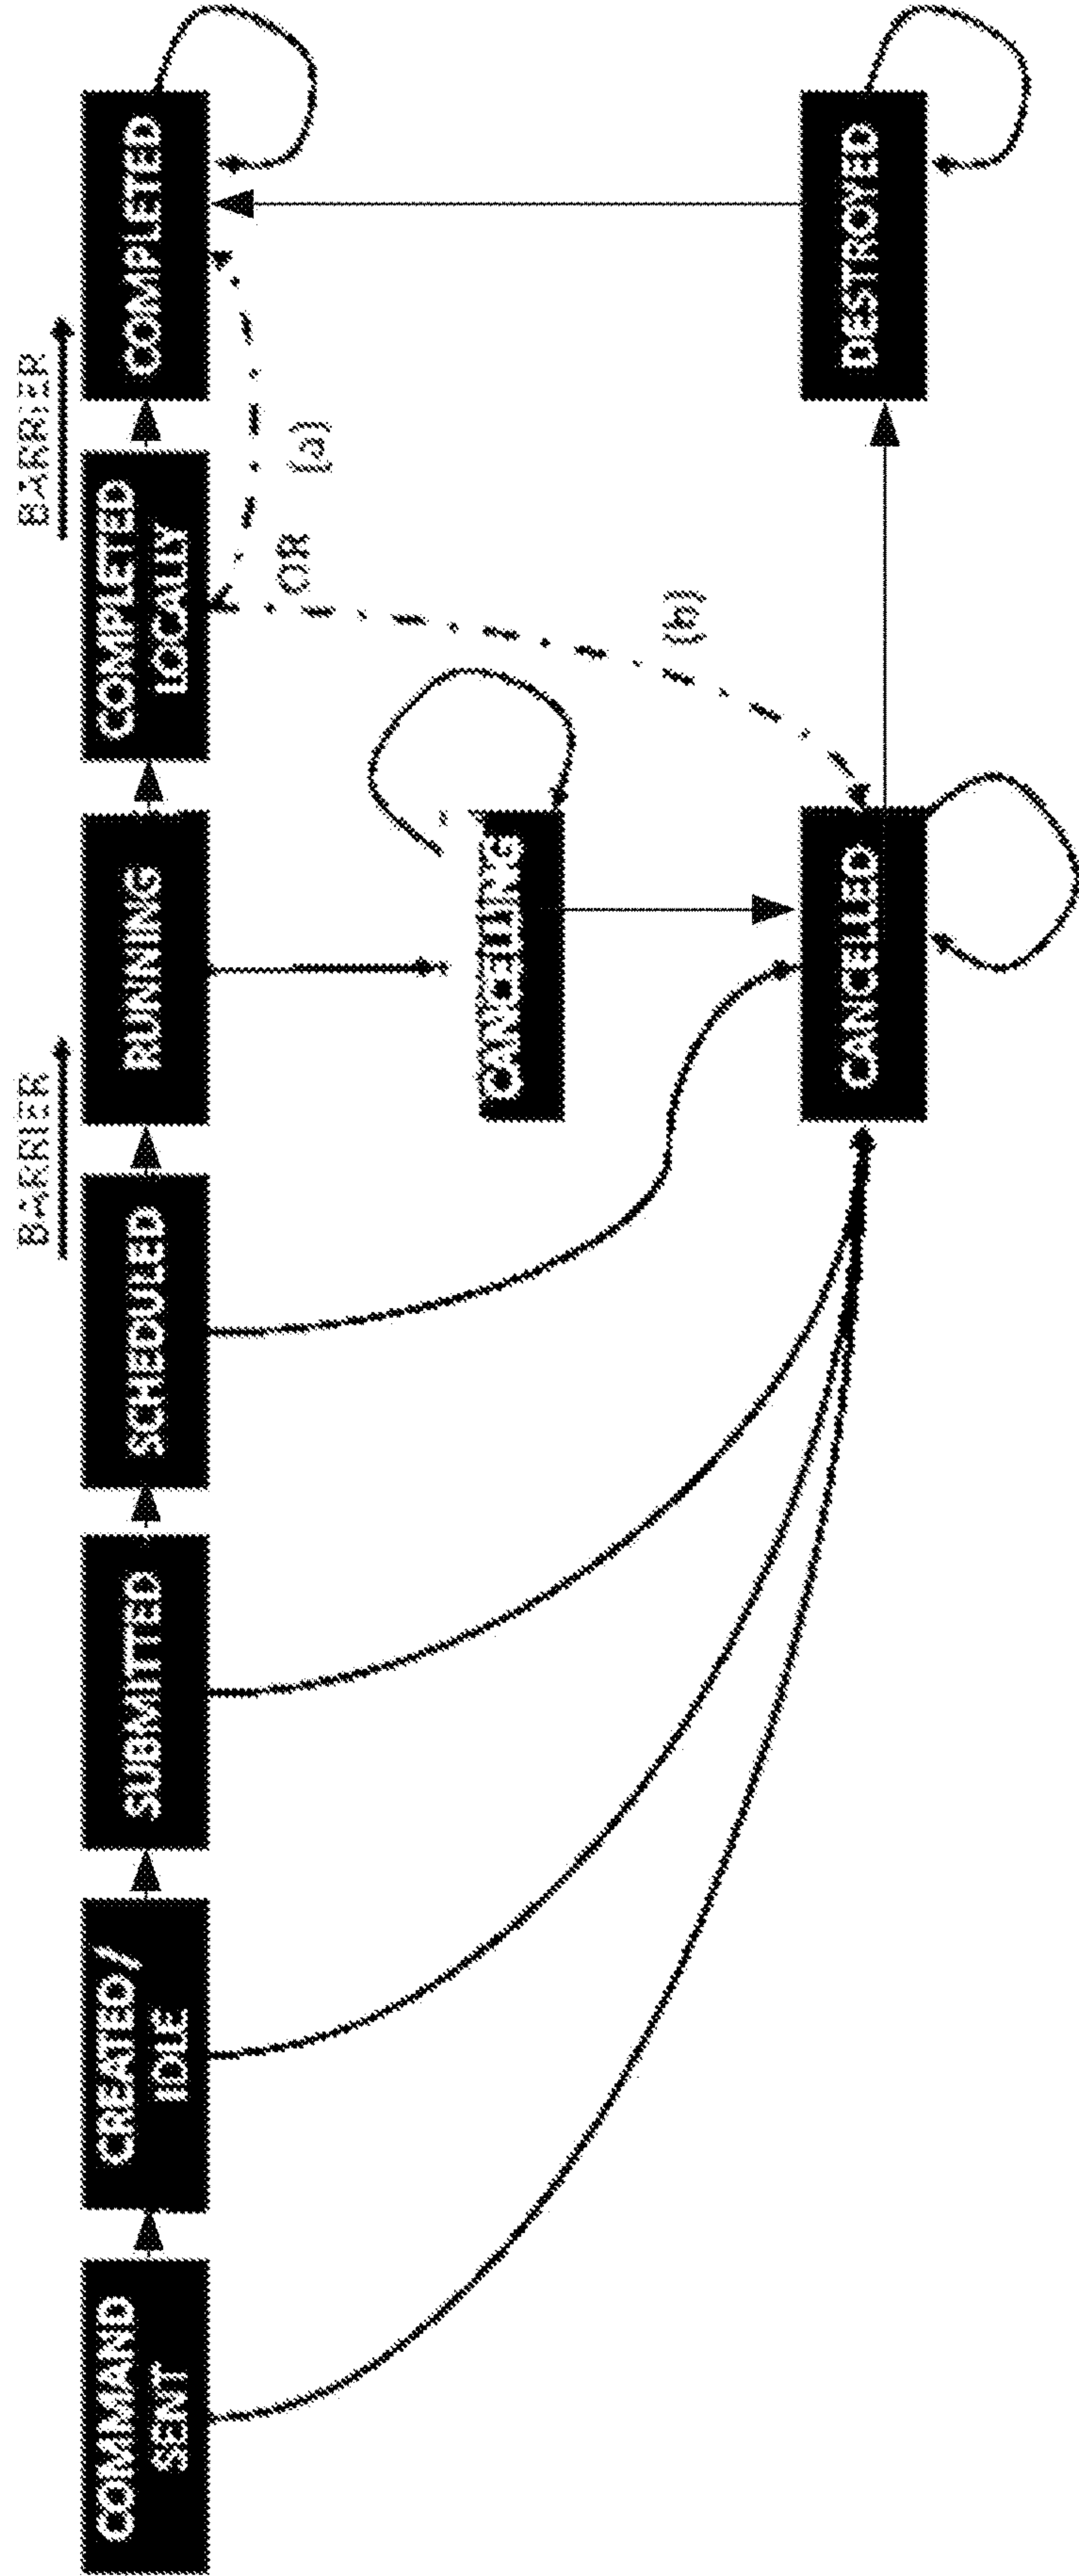 BARRIER
BARRIER
COMMAND
SENT
CREATED/
IDLE
SUBMITTED
SCHEDULED
RUNNING
COMPLETED
LOCALLY
COMPLETED
(a)
OR
(b)
CANCELLING
CANCELLED
DESTROYED